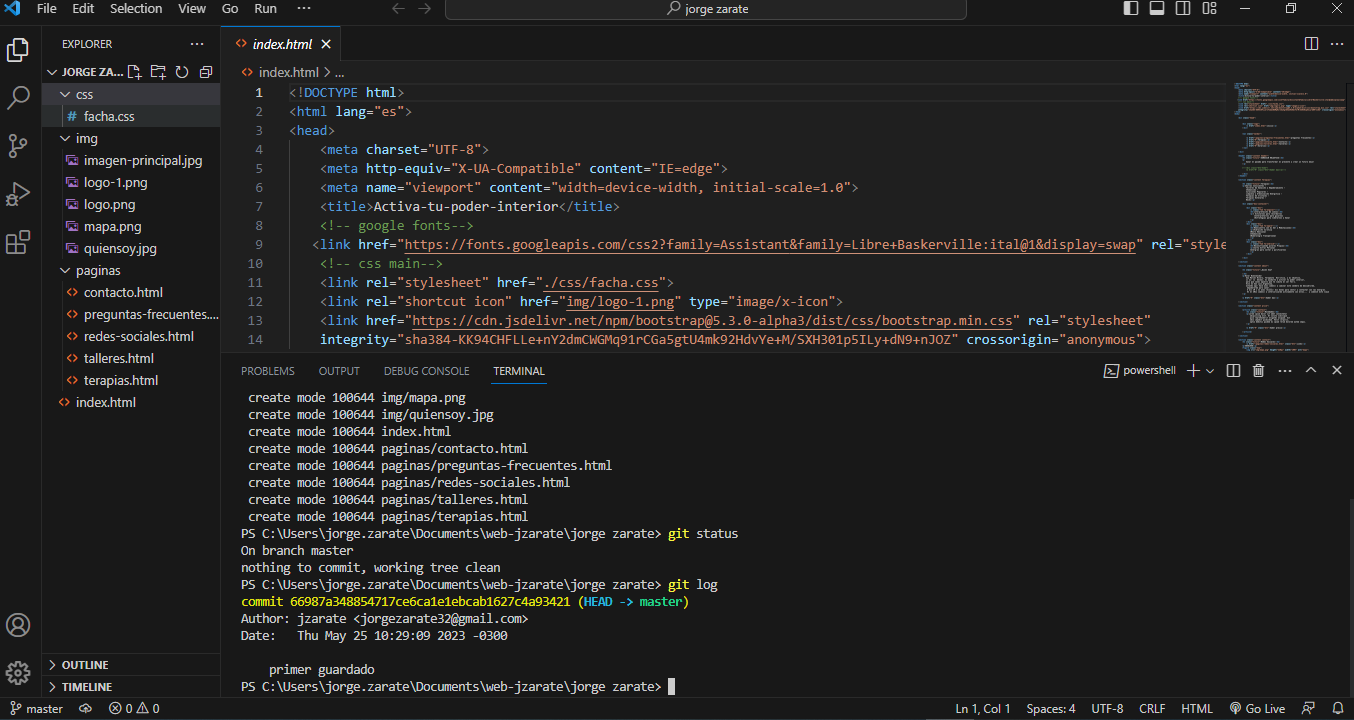 File Edit Selection View Go Run ··· jorge zarate
EXPLORER
JORGE ZA...
css
facha.css
img
imagen-principal.jpg
logo-1.png
logo.png
mapa.png
quiensoy.jpg
paginas
contacto.html
preguntas-frecuentes....
redes-sociales.html
talleres.html
terapias.html
index.html
OUTLINE
TIMELINE
index.html
index.html > ...
1 <!DOCTYPE html>
2 <html lang="es">
3 <head>
4 <meta charset="UTF-8">
5 <meta http-equiv="X-UA-Compatible" content="IE=edge">
6 <meta name="viewport" content="width=device-width, initial-scale=1.0">
7 <title>Activa-tu-poder-interior</title>
8 <!-- google fonts-->
9 <link href="https://fonts.googleapis.com/css2?family=Assistant&family=Libre+Baskerville:ital@1&display=swap" rel="style
10 <!-- css main-->
11 <link rel="stylesheet" href="./css/facha.css">
12 <link rel="shortcut icon" href="img/logo-1.png" type="image/x-icon">
13 <link href="https://cdn.jsdelivr.net/npm/bootstrap@5.3.0-alpha3/dist/css/bootstrap.min.css" rel="stylesheet"
14 integrity="sha384-KK94CHFLLe+nY2dmCWGMq91rCGa5gtU4mk92HdvYe+M/SXH301p5ILy+dN9+nJOZ" crossorigin="anonymous">
PROBLEMS OUTPUT DEBUG CONSOLE TERMINAL powershell
create mode 100644 img/mapa.png
create mode 100644 img/quiensoy.jpg
create mode 100644 index.html
create mode 100644 paginas/contacto.html
create mode 100644 paginas/preguntas-frecuentes.html
create mode 100644 paginas/redes-sociales.html
create mode 100644 paginas/talleres.html
create mode 100644 paginas/terapias.html
PS C:\Users\jorge.zarate\Documents\web-jzarate\jorge zarate> git status
On branch master
nothing to commit, working tree clean
PS C:\Users\jorge.zarate\Documents\web-jzarate\jorge zarate> git log
commit 66987a348854717ce6ca1e1ebcab1627c4a93421 (HEAD -> master)
Author: jzarate <jorgezarate32@gmail.com>
Date: Thu May 25 10:29:09 2023 -0300
primer guardado
PS C:\Users\jorge.zarate\Documents\web-jzarate\jorge zarate>
master 0 0 Ln 1, Col 1 Spaces: 4 UTF-8 CRLF HTML Go Live